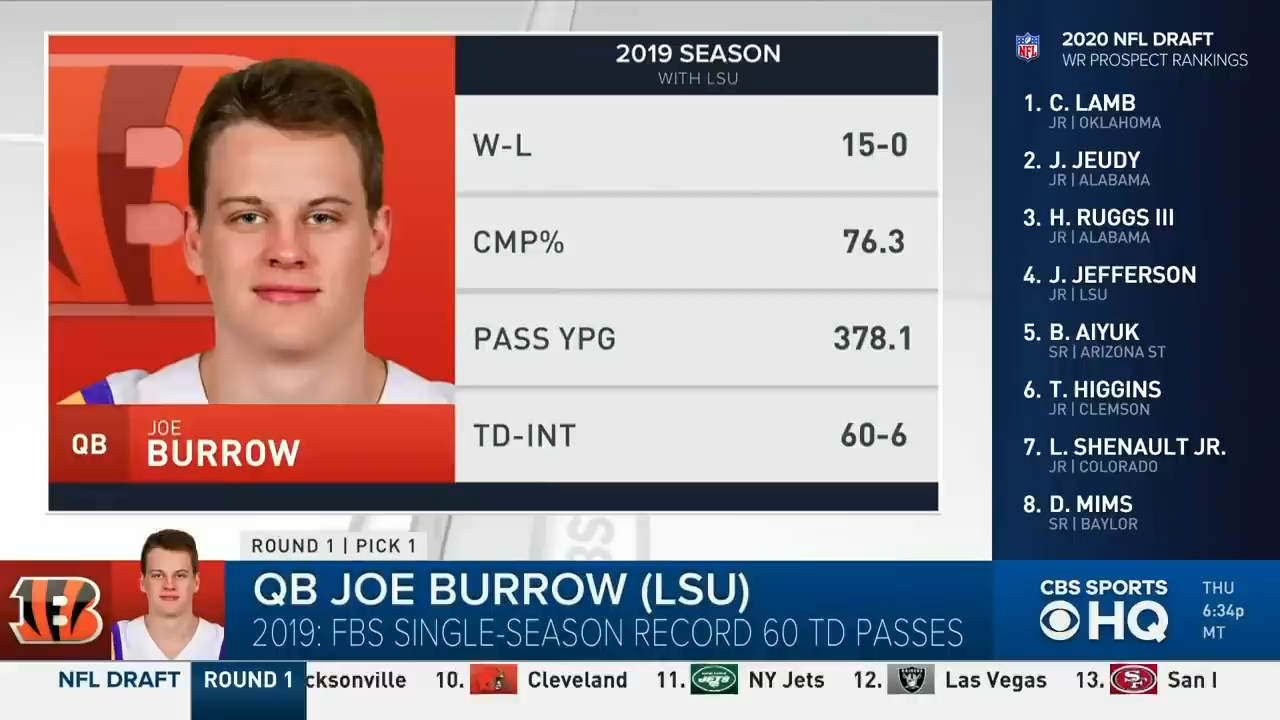 2019 SEASON
WITH LSU
W-L 15-0
CMP% 76.3
PASS YPG 378.1
TD-INT 60-6
QB
JOE
BURROW
NFL
2020 NFL DRAFT
WR PROSPECT RANKINGS
1. C. LAMB
JR | OKLAHOMA
2. J. JEUDY
JR | ALABAMA
3. H. RUGGS III
JR | ALABAMA
4. J. JEFFERSON
JR | LSU
5. B. AIYUK
SR | ARIZONA ST
6. T. HIGGINS
JR | CLEMSON
7. L. SHENAULT JR.
JR | COLORADO
8. D. MIMS
SR | BAYLOR
ROUND 1 | PICK 1
B
QB JOE BURROW (LSU)
2019: FBS SINGLE-SEASON RECORD 60 TD PASSES
CBS SPORTS
HQ
THU
6:34p
MT
NFL DRAFT ROUND 1 cksonville 10. Cleveland 11. JETS NY Jets 12. Las Vegas 13. SF San I